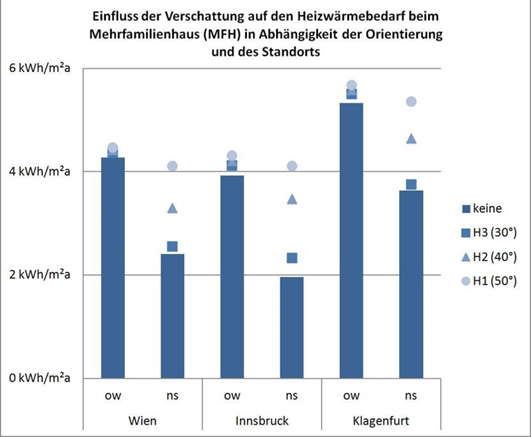 Einfluss der Verschattung auf den Heizwärmebedarf beim
Mehrfamilienhaus (MFH) in Abhängigkeit der Orientierung
und des Standorts
6 kWh/m²a
4 kWh/m²a
2 kWh/m²a
0 kWh/m²a
ow ns ow ns ow ns
Wien Innsbruck Klagenfurt
keine
H3 (30°)
H2 (40°)
H1 (50°)